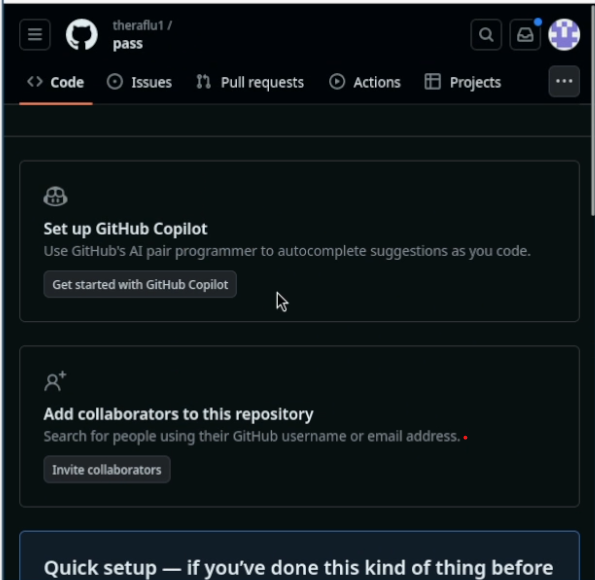 theraflu1 /
pass
Code
Issues
Pull requests
Actions
Projects
Set up GitHub Copilot
Use GitHub's AI pair programmer to autocomplete suggestions as you code.
Get started with GitHub Copilot
Add collaborators to this repository
Search for people using their GitHub username or email address.
Invite collaborators
Quick setup — if you've done this kind of thing before